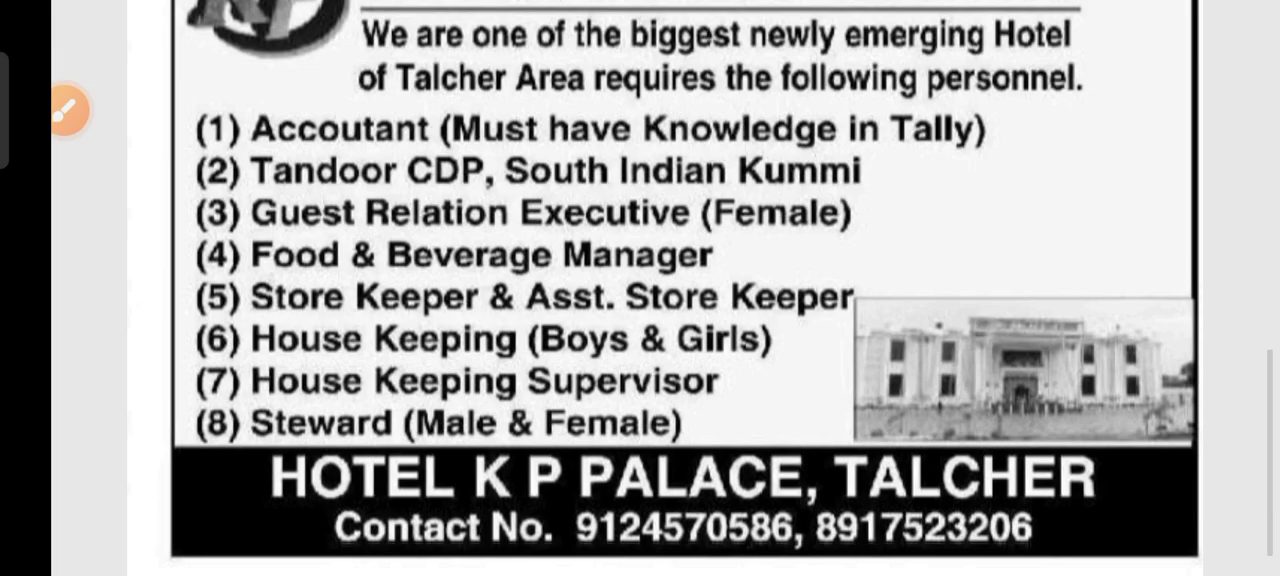 We are one of the biggest newly emerging Hotel
of Talcher Area requires the following personnel.
(1) Accoutant (Must have Knowledge in Tally)
(2) Tandoor CDP, South Indian Kummi
(3) Guest Relation Executive (Female)
(4) Food & Beverage Manager
(5) Store Keeper & Asst. Store Keeper
(6) House Keeping (Boys & Girls)
(7) House Keeping Supervisor
(8) Steward (Male & Female)
HOTEL K P PALACE, TALCHER
Contact No. 9124570586, 8917523206